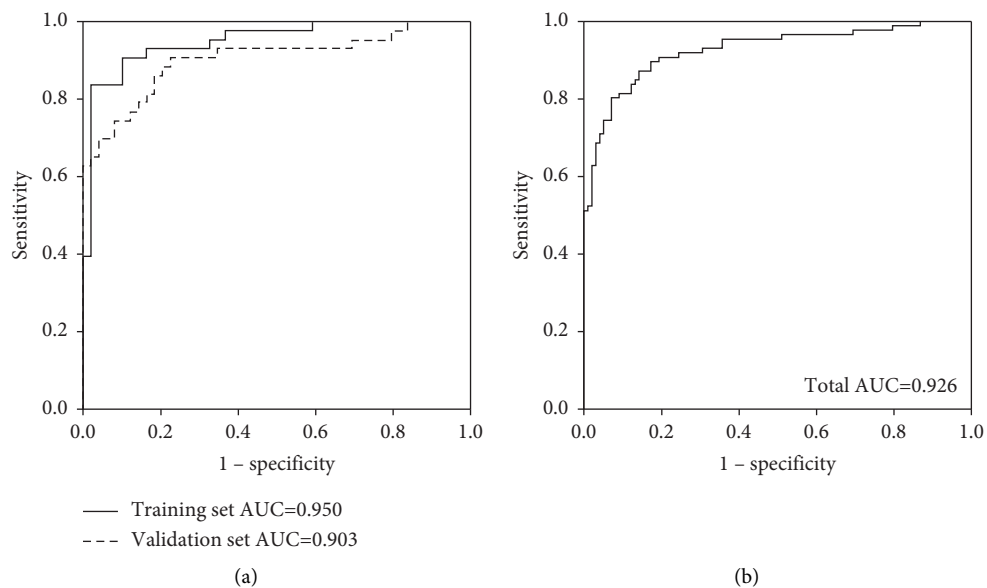 1.0
0.8
0.6
0.4
0.2
0.0
Sensitivity
0.0 0.2 0.4 0.6 0.8 1.0
1 – specificity
Training set AUC=0.950
Validation set AUC=0.903
(a)
1.0
0.8
0.6
0.4
0.2
0.0
Sensitivity
Total AUC=0.926
0.0 0.2 0.4 0.6 0.8 1.0
1 – specificity
(b)